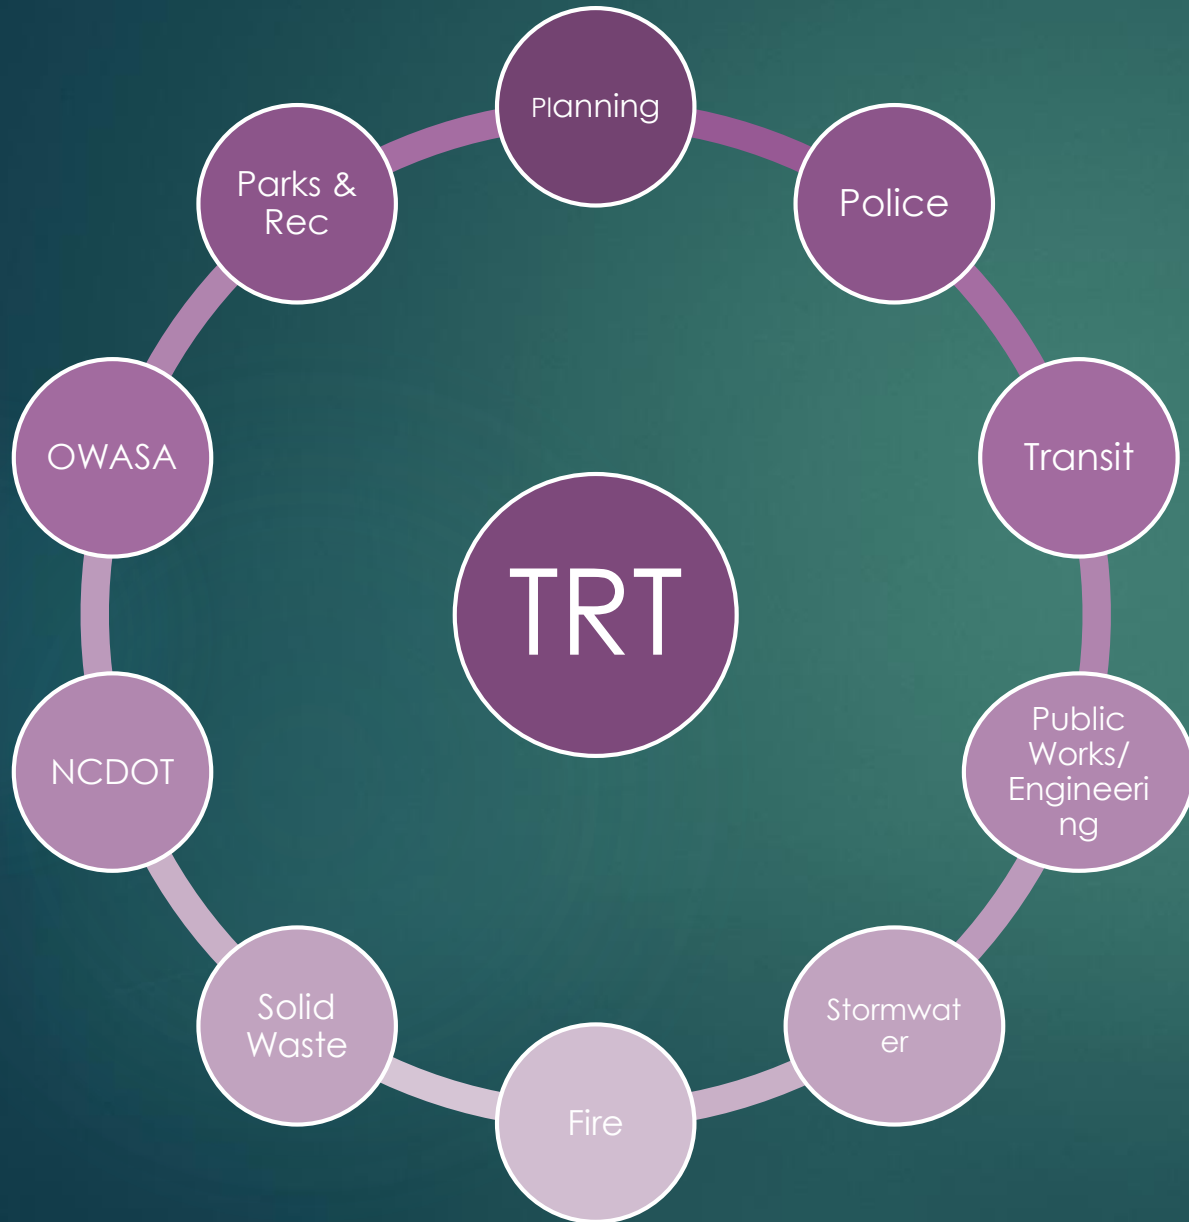 Planning
Police
Transit
Public
Works/
Engineeri
ng
Stormwat
er
Fire
Solid
Waste
NCDOT
OWASA
Parks &
Rec
TRT